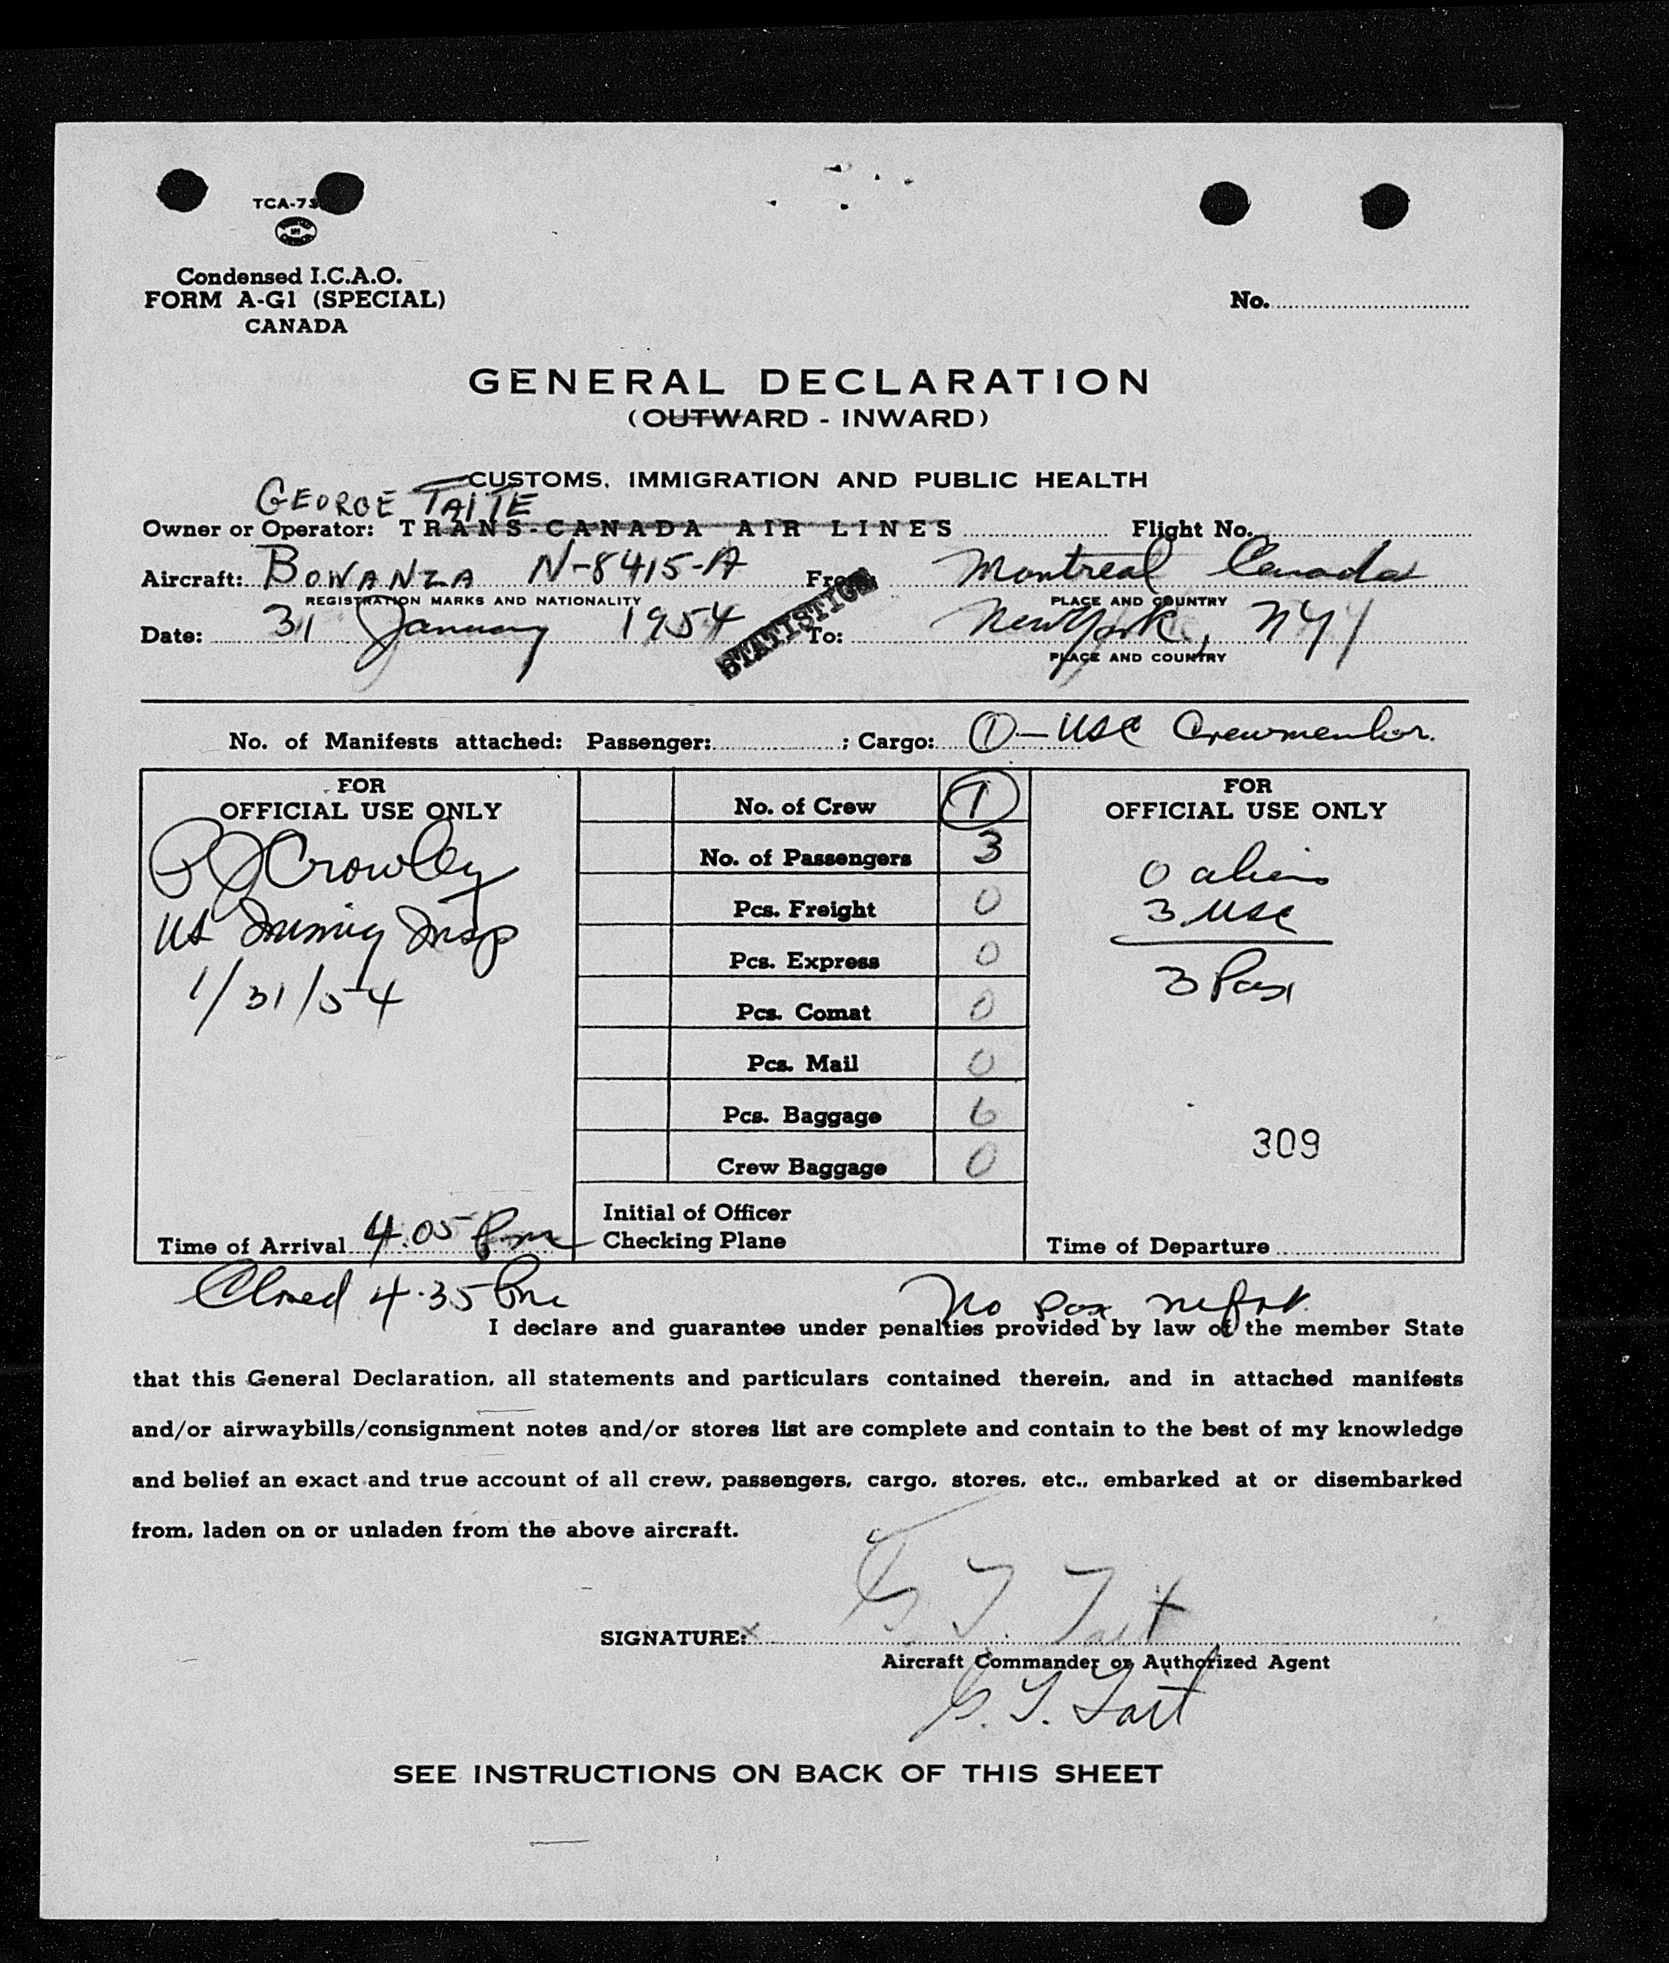 TCA-73
Condensed I.C.A.O.
FORM A-G1 (SPECIAL)
CANADA
No.
GENERAL DECLARATION
(OUTWARD - INWARD)
CUSTOMS, IMMIGRATION AND PUBLIC HEALTH
GEORGE TAITE
Owner or Operator: TRANS-CANADA AIR LINES Flight No.
Aircraft: BOWANZA N-8415-A From: Montreal Canada
REGISTRATION MARKS AND NATIONALITY PLACE AND COUNTRY
Date: 31 January 1954 To: New York, NY
STATISTICS
PLACE AND COUNTRY
No. of Manifests attached: Passenger: ; Cargo: 1 - USC Crewmember.
FOR
OFFICIAL USE ONLY
PJ Crowley
US Immig Insp
1/31/54
Time of Arrival 4:05 pm
No. of Crew 1
No. of Passengers 3
Pcs. Freight 0
Pcs. Express 0
Pcs. Comat 0
Pcs. Mail 0
Pcs. Baggage 6
Crew Baggage 0
Initial of Officer
Checking Plane
FOR
OFFICIAL USE ONLY
0 aliens
3 USC
3 Pax
309
Time of Departure
Closed 4.35 pm
No pax
I declare and guarantee under penalties provided by law of the member State
that this General Declaration, all statements and particulars contained therein, and in attached manifests
and/or airwaybills/consignment notes and/or stores list are complete and contain to the best of my knowledge
and belief an exact and true account of all crew, passengers, cargo, stores, etc., embarked at or disembarked
from, laden on or unladen from the above aircraft.
SIGNATURE: x G T Tait
Aircraft Commander or Authorized Agent
G. T. Tait
SEE INSTRUCTIONS ON BACK OF THIS SHEET